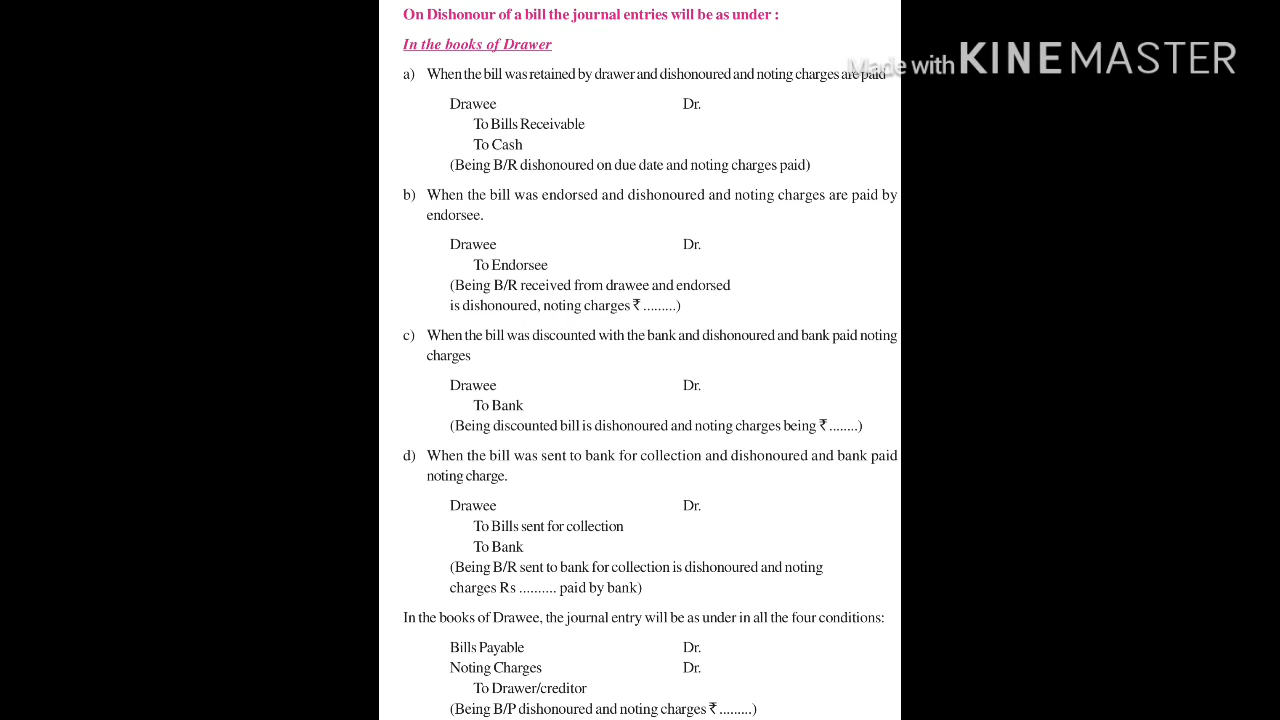 On Dishonour of a bill the journal entries will be as under :
In the books of Drawer
Made with KINEMASTER
a) When the bill was retained by drawer and dishonoured and noting charges are paid
Drawee Dr.
To Bills Receivable
To Cash
(Being B/R dishonoured on due date and noting charges paid)
b) When the bill was endorsed and dishonoured and noting charges are paid by
endorsee.
Drawee Dr.
To Endorsee
(Being B/R received from drawee and endorsed
is dishonoured, noting charges ₹ .........)
c) When the bill was discounted with the bank and dishonoured and bank paid noting
charges
Drawee Dr.
To Bank
(Being discounted bill is dishonoured and noting charges being ₹ ........)
d) When the bill was sent to bank for collection and dishonoured and bank paid
noting charge.
Drawee Dr.
To Bills sent for collection
To Bank
(Being B/R sent to bank for collection is dishonoured and noting
charges Rs .......... paid by bank)
In the books of Drawee, the journal entry will be as under in all the four conditions:
Bills Payable Dr.
Noting Charges Dr.
To Drawer/creditor
(Being B/P dishonoured and noting charges ₹ .........)